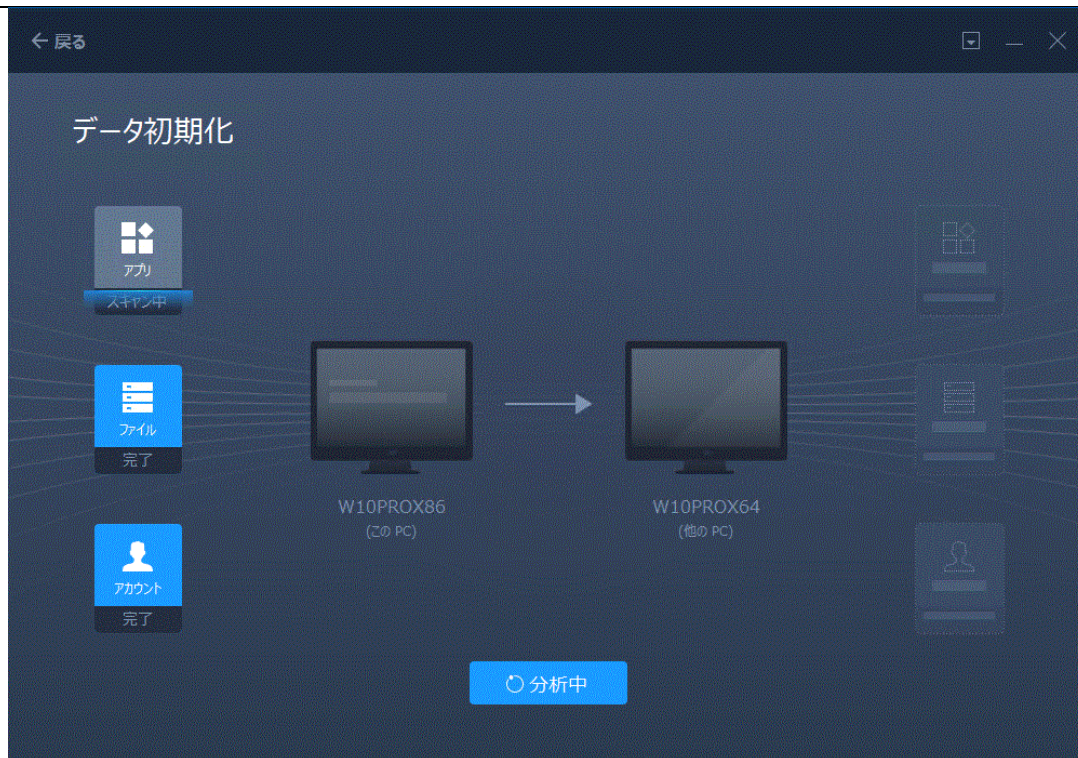 戻る
データ初期化
アプリ
スキャン中
ファイル
完了
W10PROX86
(この PC)
W10PROX64
(他の PC)
アカウント
完了
分析中